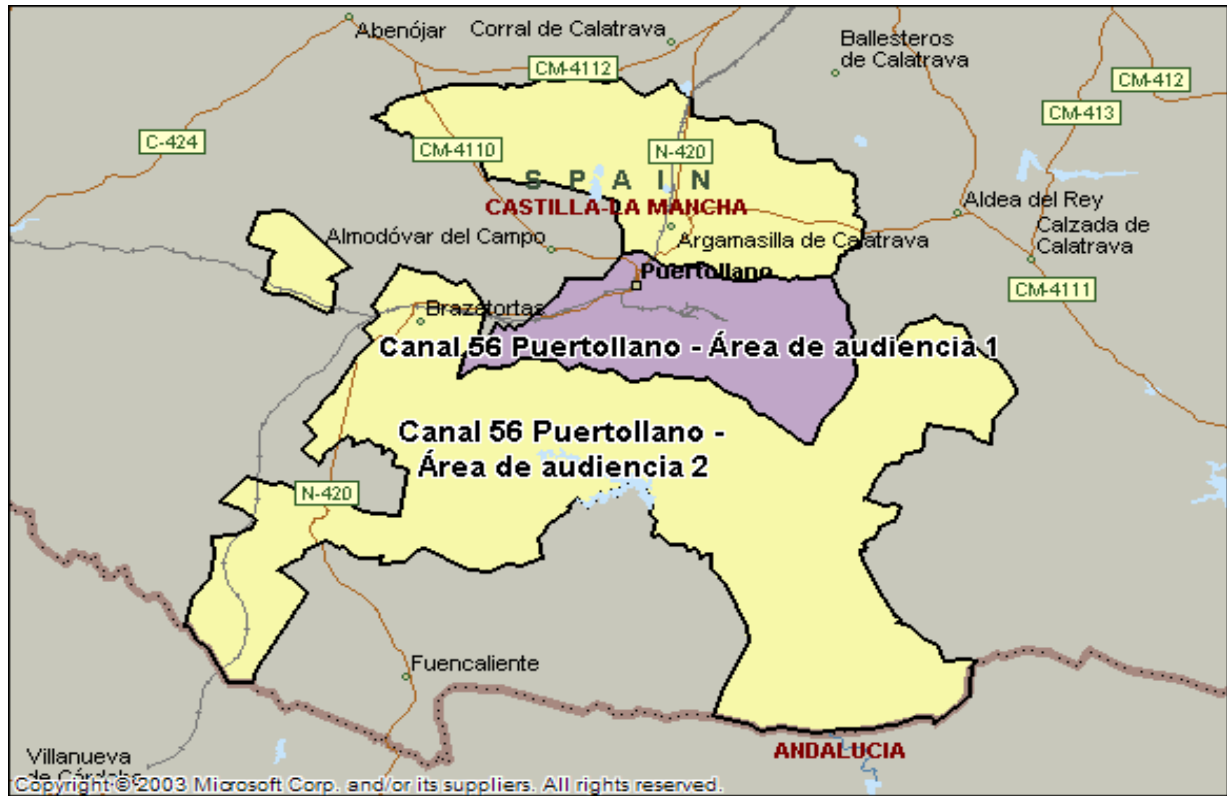 Abenójar
Corral de Calatrava
Ballesteros
de Calatrava
CM-4112
CM-412
CM-413
C-424
CM-4110
N-420
SPAIN
CASTILLA-LA MANCHA
Aldea del Rey
Almodóvar del Campo
Argamasilla de Calatrava
Calzada de
Calatrava
Puertollano
CM-4111
Brazatortas
Canal 56 Puertollano - Área de audiencia 1
Canal 56 Puertollano -
Área de audiencia 2
N-420
Fuencaliente
ANDALUCIA
Villanueva
de Córdoba
Copyright © 2003 Microsoft Corp. and/or its suppliers. All rights reserved.